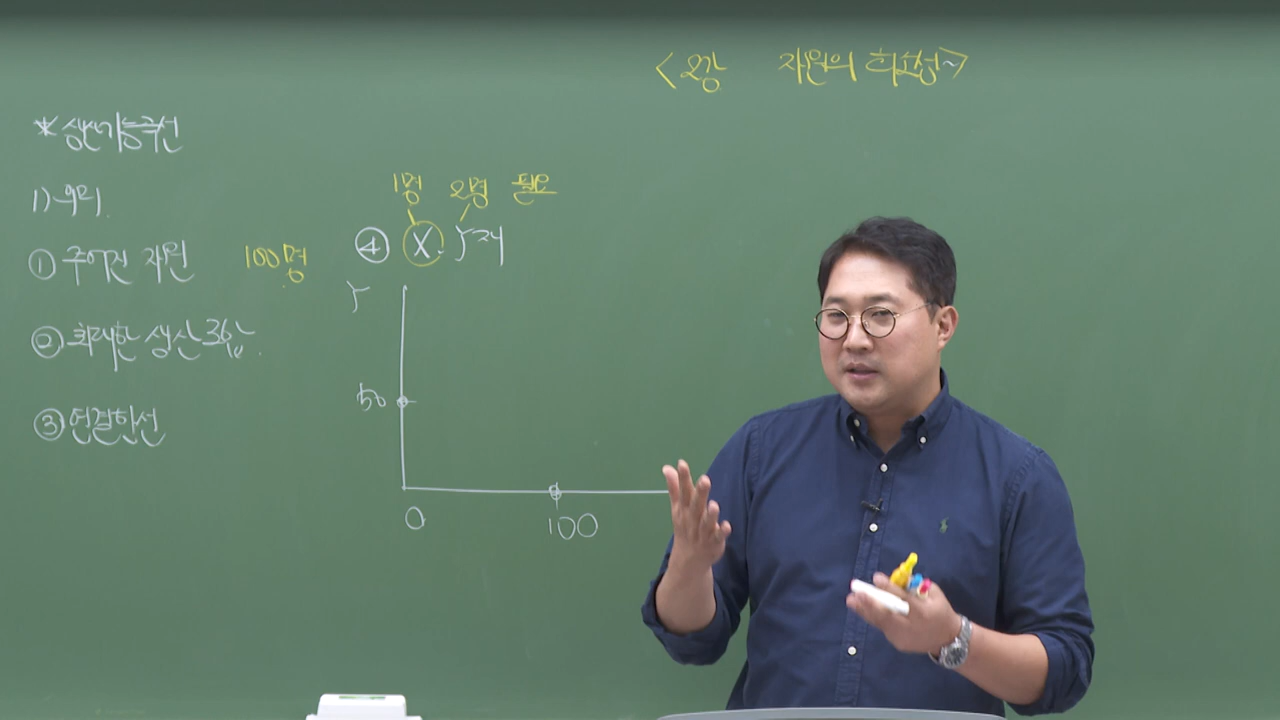 <2강 자원의 희소성~>
* 생산가능곡선
1) 의미.
① 주어진 자원 100명
② 최대한 생산 조합.
③ 연결한 선
1명 2명 필요
④ X. Y재
Y
50
0
100